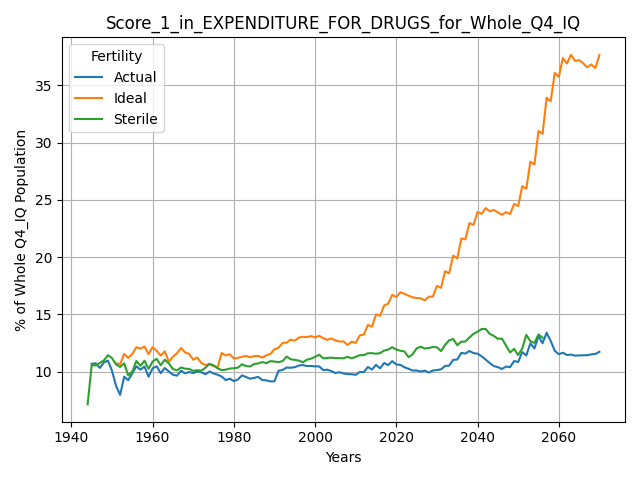 Score_1_in_EXPENDITURE_FOR_DRUGS_for_Whole_Q4_IQ
Fertility
Actual
Ideal
Sterile
% of Whole Q4_IQ Population
35
30
25
20
15
10
1940 1960 1980 2000 2020 2040 2060
Years